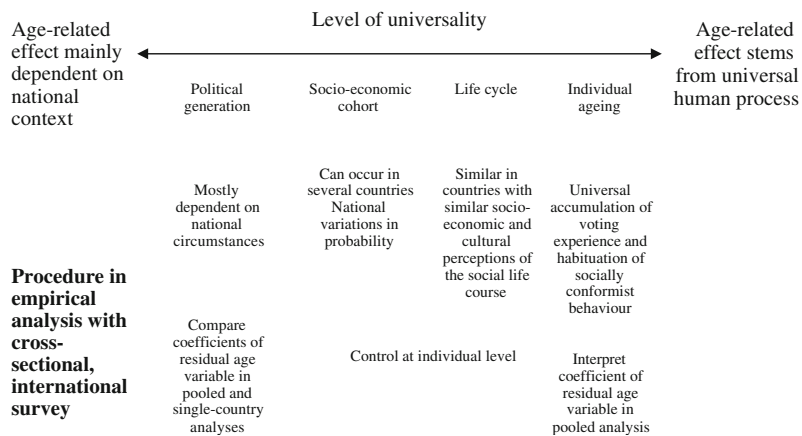 Level of universality
Age-related
effect mainly
dependent on
national
context
Age-related
effect stems
from universal
human process
Political
generation
Socio-economic
cohort
Life cycle
Individual
ageing
Mostly
dependent on
national
circumstances
Can occur in
several countries
National
variations in
probability
Similar in
countries with
similar socio-
economic and
cultural
perceptions of
the social life
course
Universal
accumulation of
voting
experience and
habituation of
socially
conformist
behaviour
Procedure in
empirical
analysis with
cross-
sectional,
international
survey
Compare
coefficients of
residual age
variable in
pooled and
single-country
analyses
Control at individual level
Interpret
coefficient of
residual age
variable in
pooled analysis